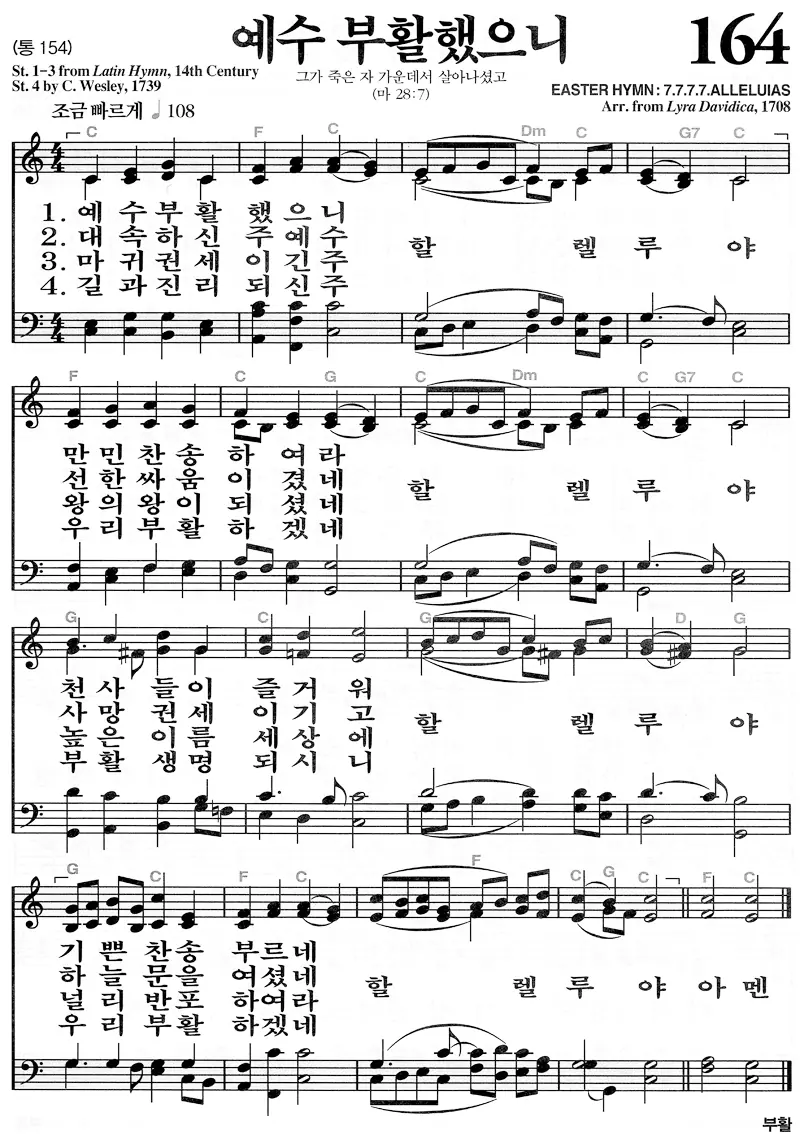 (통 154)
예수 부활했으니
164
St. 1-3 from Latin Hymn, 14th Century
St. 4 by C. Wesley, 1739
그가 죽은 자 가운데서 살아나셨고
(마 28:7)
EASTER HYMN : 7.7.7.7.ALLELUIAS
Arr. from Lyra Davidica, 1708
조금 빠르게 ♩ 108
C F C Dm C G7 C
4 4
1. 예 수 부 활 했 으 니
2. 대 속 하 신 주 예 수 할 렐 루 야
3. 마 귀 권 세 이 긴 주
4. 길 과 진 리 되 신 주
4 4
F C G C Dm C G7 C
만 민 찬 송 하 여 라
선 한 싸 움 이 겼 네 할 렐 루 야
왕 의 왕 이 되 셨 네
우 리 부 활 하 겠 네
G C G D G
천 사 들 이 즐 거 워
사 망 권 세 이 기 고 할 렐 루 야
높 은 이 름 세 상 에
부 활 생 명 되 시 니
G C F C F C G C F C
기 쁜 찬 송 부 르 네
하 늘 문 을 여 셨 네 할 렐 루 야 아 멘
널 리 반 포 하 여 라
우 리 부 활 하 겠 네
부활